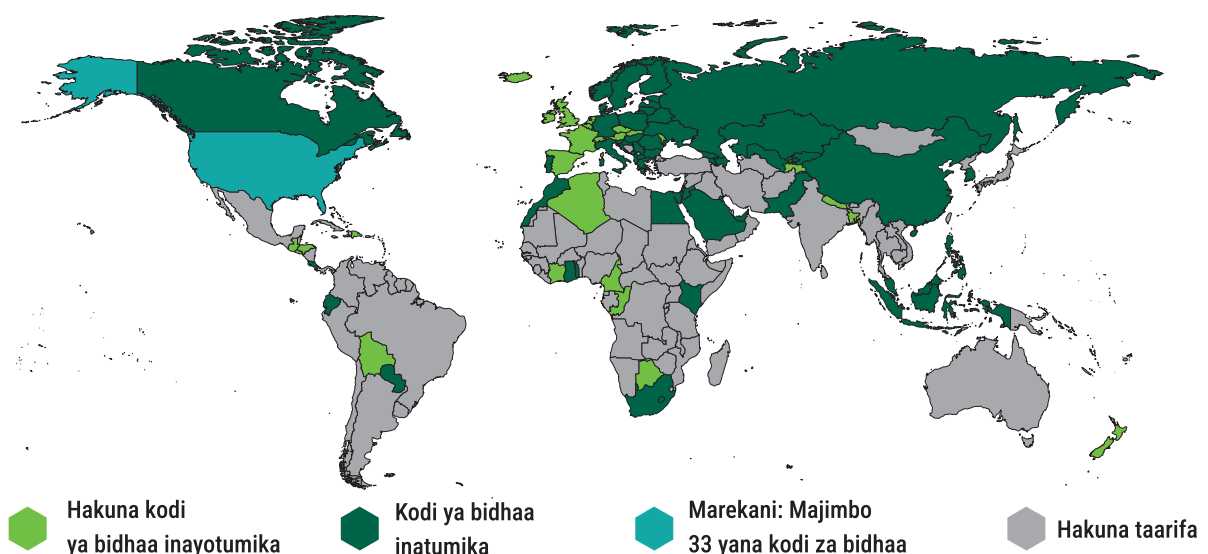 Hakuna kodi
ya bidhaa inayotumika
Kodi ya bidhaa
inatumika
Marekani: Majimbo
33 yana kodi za bidhaa
Hakuna taarifa